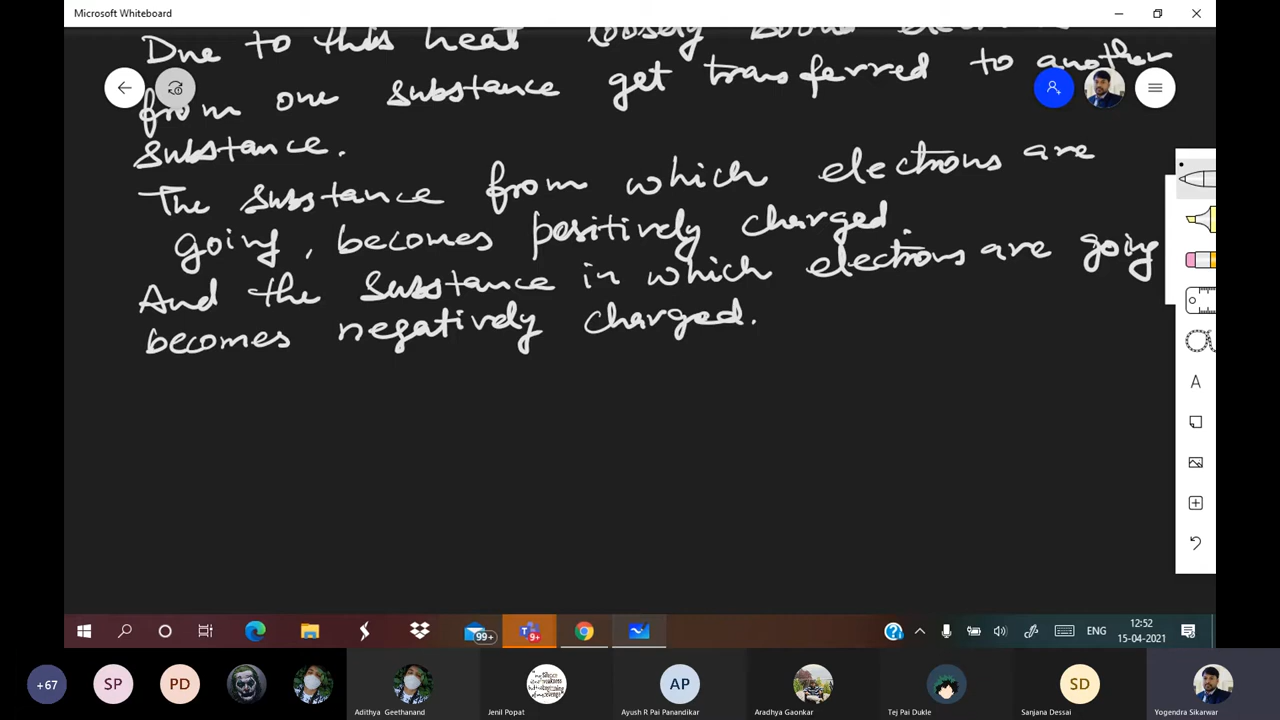 Microsoft Whiteboard
Due to this heat loosely
from one substance get transferred to another
substance.
The substance from which electrons are
going, becomes positively charged.
And the substance in which electrons are going
becomes negatively charged.
A
99+
9+
ENG
12:52
15-04-2021
+67
SP
PD
Adithya Geethanand
Jenil Popat
AP
Ayush R Pai Panandikar
Aradhya Gaonkar
Tej Pai Dukle
SD
Sanjana Dessai
Yogendra Sikarwar